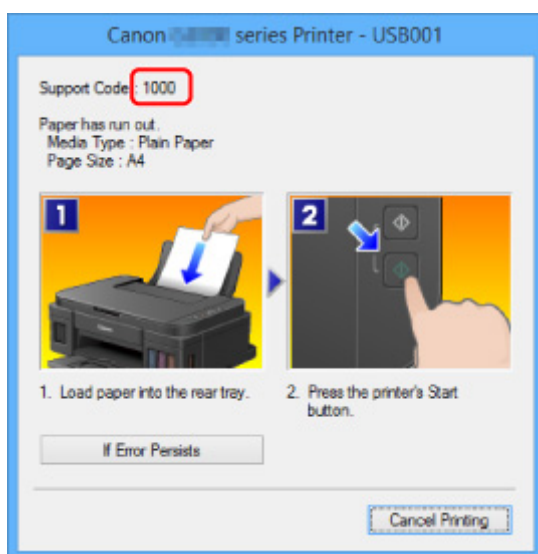 Canon series Printer - USB001
Support Code : 1000
Paper has run out.
Media Type : Plain Paper
Page Size : A4
1
2
1. Load paper into the rear tray.
2. Press the printer's Start
button.
If Error Persists
Cancel Printing